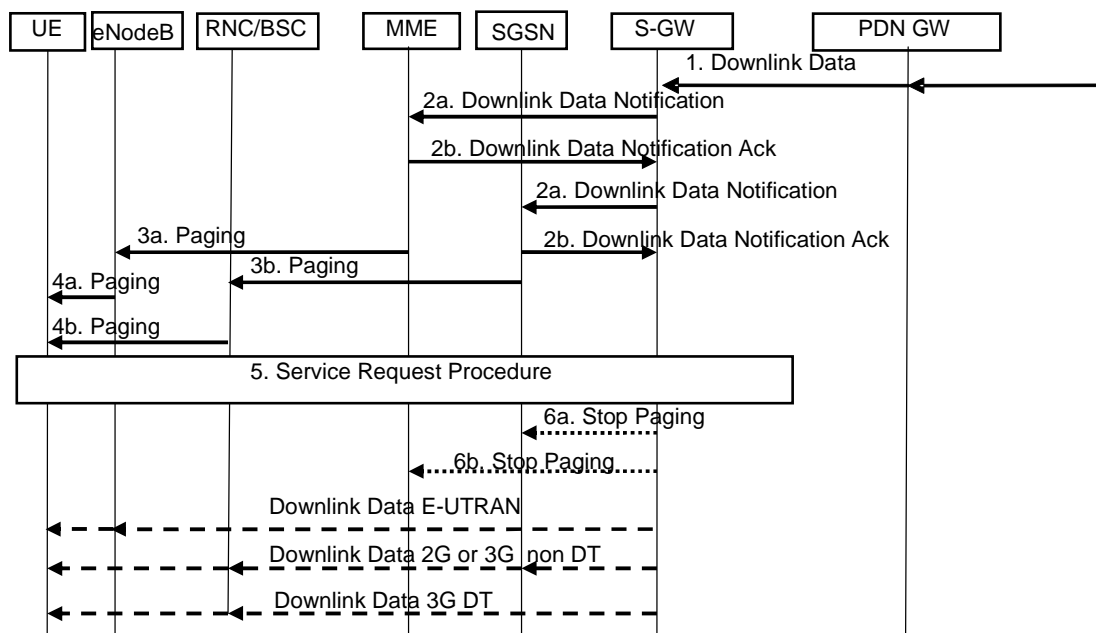 UE eNodeB RNC/BSC MME SGSN S-GW PDN GW
1. Downlink Data
2a. Downlink Data Notification
2b. Downlink Data Notification Ack
2a. Downlink Data Notification
3a. Paging
2b. Downlink Data Notification Ack
3b. Paging
4a. Paging
4b. Paging
5. Service Request Procedure
6a. Stop Paging
6b. Stop Paging
Downlink Data E-UTRAN
Downlink Data 2G or 3G non DT
Downlink Data 3G DT